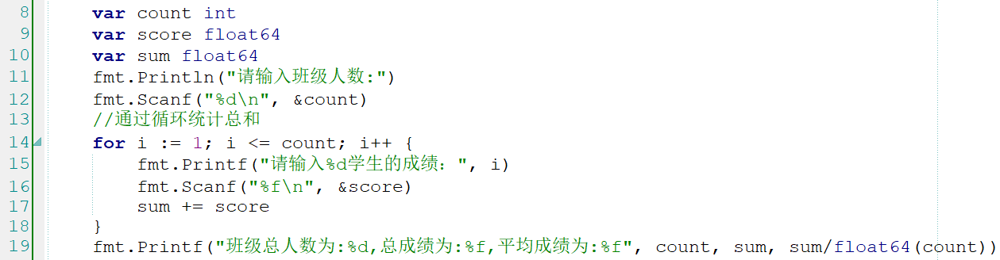 8 var count int
9 var score float64
10 var sum float64
11 fmt.Println("请输入班级人数:")
12 fmt.Scanf("%d\n", &count)
13 //通过循环统计总和
14 for i := 1; i <= count; i++ {
15 fmt.Printf("请输入%d学生的成绩: ", i)
16 fmt.Scanf("%f\n", &score)
17 sum += score
18 }
19 fmt.Printf("班级总人数为:%d,总成绩为:%f,平均成绩为:%f", count, sum, sum/float64(count))